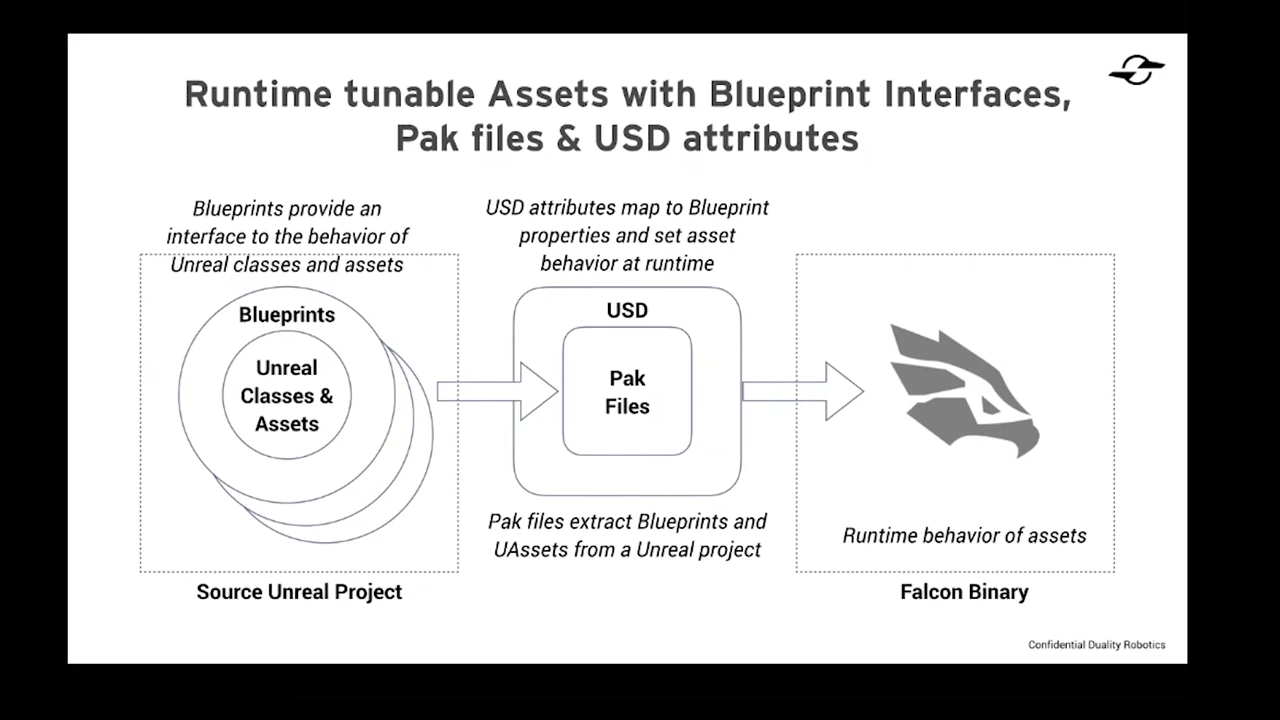 Runtime tunable Assets with Blueprint Interfaces,
Pak files & USD attributes
Blueprints provide an
interface to the behavior of
Unreal classes and assets
Blueprints
Unreal
Classes &
Assets
Source Unreal Project
USD attributes map to Blueprint
properties and set asset
behavior at runtime
USD
Pak
Files
Pak files extract Blueprints and
UAssets from a Unreal project
Runtime behavior of assets
Falcon Binary
Confidential Duality Robotics